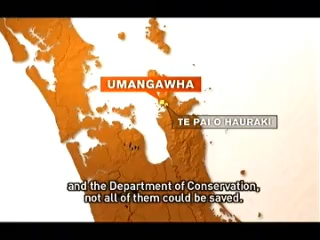 UMANGAWHA
TE PAI O HAURAKI
and the Department of Conservation,
not all of them could be saved.